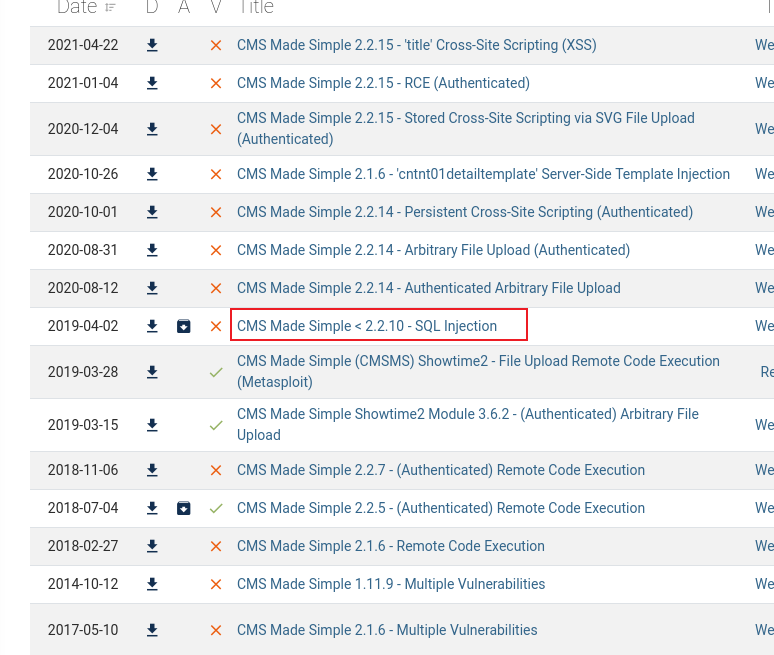 Date D A V Title
2021-04-22 CMS Made Simple 2.2.15 - 'title' Cross-Site Scripting (XSS) We
2021-01-04 CMS Made Simple 2.2.15 - RCE (Authenticated) We
2020-12-04 CMS Made Simple 2.2.15 - Stored Cross-Site Scripting via SVG File Upload We
(Authenticated)
2020-10-26 CMS Made Simple 2.1.6 - 'cntnt01detailtemplate' Server-Side Template Injection We
2020-10-01 CMS Made Simple 2.2.14 - Persistent Cross-Site Scripting (Authenticated) We
2020-08-31 CMS Made Simple 2.2.14 - Arbitrary File Upload (Authenticated) We
2020-08-12 CMS Made Simple 2.2.14 - Authenticated Arbitrary File Upload We
2019-04-02 CMS Made Simple < 2.2.10 - SQL Injection We
2019-03-28 CMS Made Simple (CMSMS) Showtime2 - File Upload Remote Code Execution Re
(Metasploit)
2019-03-15 CMS Made Simple Showtime2 Module 3.6.2 - (Authenticated) Arbitrary File We
Upload
2018-11-06 CMS Made Simple 2.2.7 - (Authenticated) Remote Code Execution We
2018-07-04 CMS Made Simple 2.2.5 - (Authenticated) Remote Code Execution We
2018-02-27 CMS Made Simple 2.1.6 - Remote Code Execution We
2014-10-12 CMS Made Simple 1.11.9 - Multiple Vulnerabilities We
2017-05-10 CMS Made Simple 2.1.6 - Multiple Vulnerabilities We